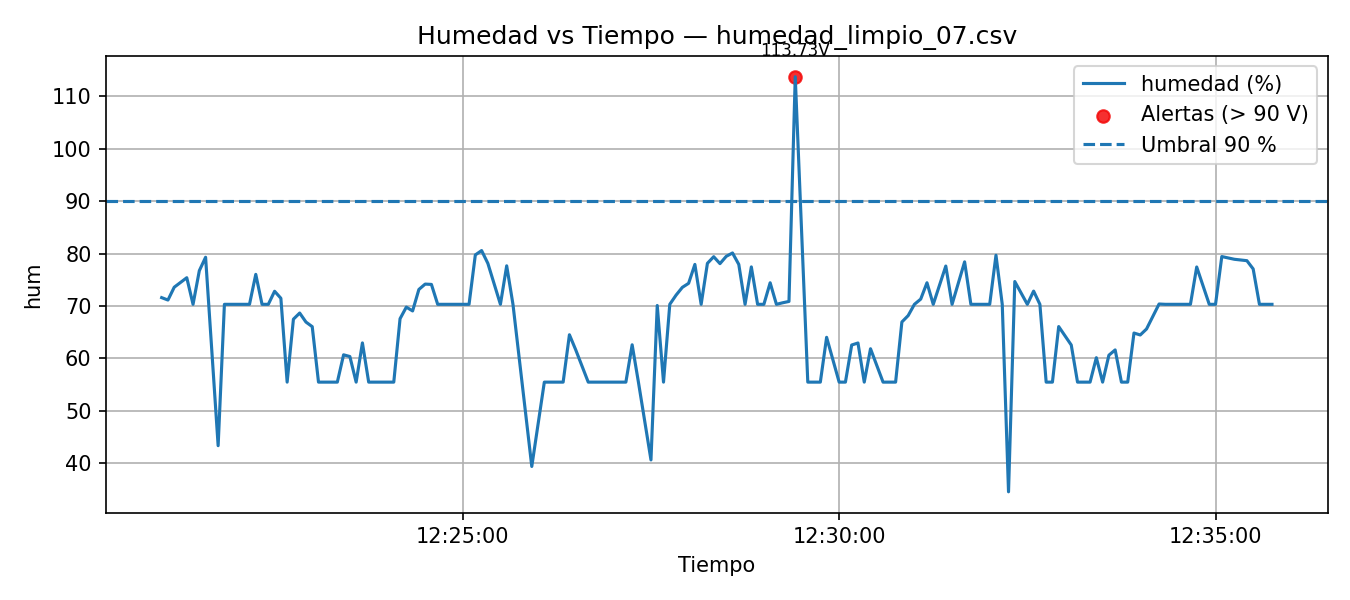 Humedad vs Tiempo — humedad_limpio_07.csv
113.73V
humedad (%)
Alertas (> 90 V)
Umbral 90 %
110
100
90
80
70
60
50
40
hum
12:25:00
12:30:00
12:35:00
Tiempo